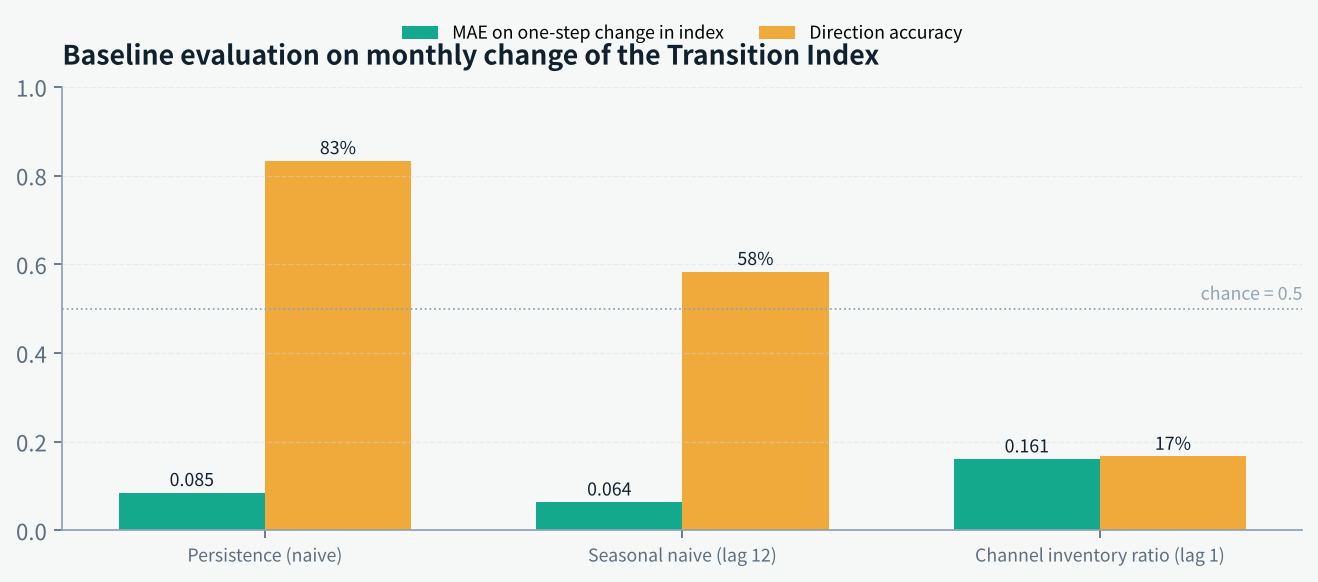 MAE on one-step change in index
Direction accuracy
Baseline evaluation on monthly change of the Transition Index
1.0
0.8
0.6
0.4
0.2
0.0
83%
58%
chance = 0.5
0.085
0.064
0.161
17%
Persistence (naive)
Seasonal naive (lag 12)
Channel inventory ratio (lag 1)